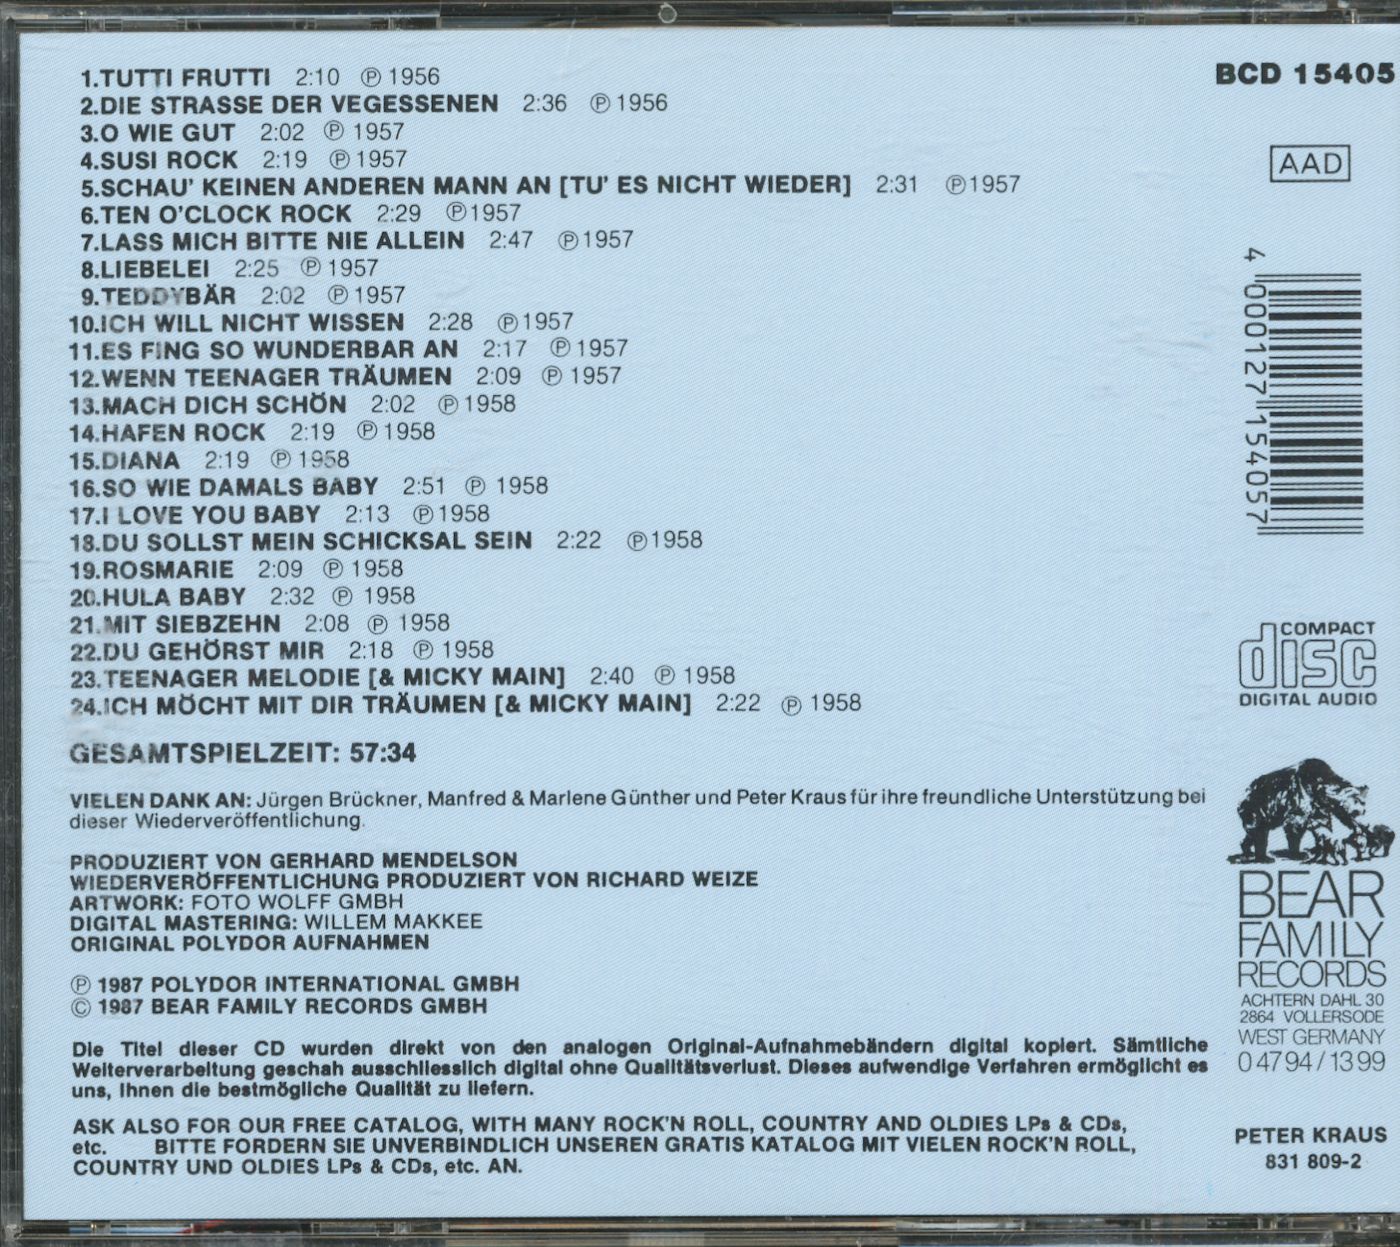 1.TUTTI FRUTTI 2:10 ℗ 1956
2.DIE STRASSE DER VEGESSENEN 2:36 ℗ 1956
3.O WIE GUT 2:02 ℗ 1957
4.SUSI ROCK 2:19 ℗ 1957
5.SCHAU' KEINEN ANDEREN MANN AN [TU' ES NICHT WIEDER] 2:31 ℗ 1957
6.TEN O'CLOCK ROCK 2:29 ℗ 1957
7.LASS MICH BITTE NIE ALLEIN 2:47 ℗ 1957
8.LIEBELEI 2:25 ℗ 1957
9.TEDDYBÄR 2:02 ℗ 1957
10.ICH WILL NICHT WISSEN 2:28 ℗ 1957
11.ES FING SO WUNDERBAR AN 2:17 ℗ 1957
12.WENN TEENAGER TRÄUMEN 2:09 ℗ 1957
13.MACH DICH SCHÖN 2:02 ℗ 1958
14.HAFEN ROCK 2:19 ℗ 1958
15.DIANA 2:19 ℗ 1958
16.SO WIE DAMALS BABY 2:51 ℗ 1958
17.I LOVE YOU BABY 2:13 ℗ 1958
18.DU SOLLST MEIN SCHICKSAL SEIN 2:22 ℗ 1958
19.ROSMARIE 2:09 ℗ 1958
20.HULA BABY 2:32 ℗ 1958
21.MIT SIEBZEHN 2:08 ℗ 1958
22.DU GEHÖRST MIR 2:18 ℗ 1958
23.TEENAGER MELODIE [& MICKY MAIN] 2:40 ℗ 1958
24.ICH MÖCHT MIT DIR TRÄUMEN [& MICKY MAIN] 2:22 ℗ 1958
GESAMTSPIELZEIT: 57:34
VIELEN DANK AN: Jürgen Brückner, Manfred & Marlene Günther und Peter Kraus für ihre freundliche Unterstützung bei
dieser Wiederveröffentlichung.
PRODUZIERT VON GERHARD MENDELSON
WIEDERVERÖFFENTLICHUNG PRODUZIERT VON RICHARD WEIZE
ARTWORK: FOTO WOLFF GMBH
DIGITAL MASTERING: WILLEM MAKKEE
ORIGINAL POLYDOR AUFNAHMEN
℗ 1987 POLYDOR INTERNATIONAL GMBH
© 1987 BEAR FAMILY RECORDS GMBH
Die Titel dieser CD wurden direkt von den analogen Original-Aufnahmebändern digital kopiert. Sämtliche
Weiterverarbeitung geschah ausschliesslich digital ohne Qualitätsverlust. Dieses aufwendige Verfahren ermöglicht es
uns, Ihnen die bestmögliche Qualität zu liefern.
ASK ALSO FOR OUR FREE CATALOG, WITH MANY ROCK'N ROLL, COUNTRY AND OLDIES LPs & CDs,
etc. BITTE FORDERN SIE UNVERBINDLICH UNSEREN GRATIS KATALOG MIT VIELEN ROCK'N ROLL,
COUNTRY UND OLDIES LPs & CDs, etc. AN.
BCD 15405
AAD
4 000127 154057
COMPACT
disc
DIGITAL AUDIO
BEAR
FAMILY
RECORDS
ACHTERN DAHL 30
2864 VOLLERSODE
WEST GERMANY
0 47 94 / 13 99
PETER KRAUS
831 809-2